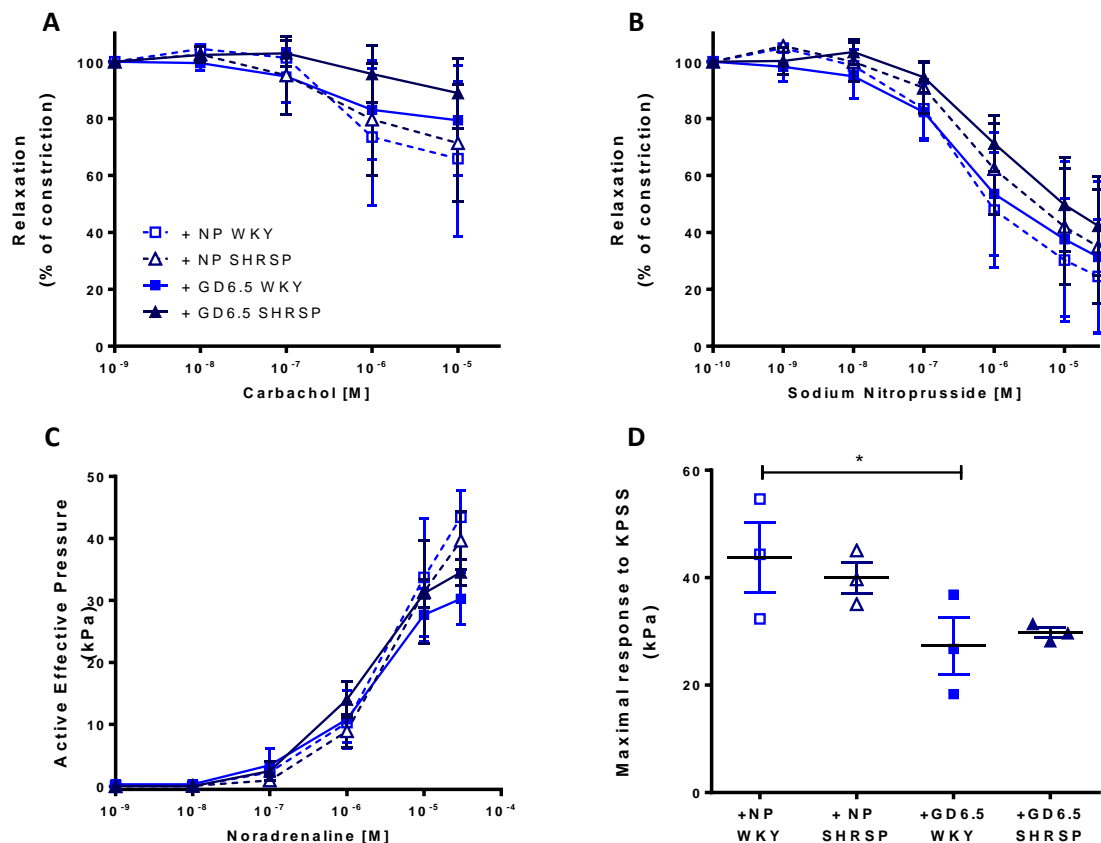 A
Relaxation
(% of constriction)
100
80
60
40
20
0
+ NP WKY
+ NP SHRSP
+ GD6.5 WKY
+ GD6.5 SHRSP
10-9 10-8 10-7 10-6 10-5
Carbachol [M]
B
Relaxation
(% of constriction)
100
80
60
40
20
0
10-10 10-9 10-8 10-7 10-6 10-5
Sodium Nitroprusside [M]
C
Active Effective Pressure
(kPa)
50
40
30
20
10
0
10-9 10-8 10-7 10-6 10-5 10-4
Noradrenaline [M]
D
Maximal response to KPSS
(kPa)
60
40
20
0
*
+NP WKY
+ NP SHRSP
+GD6.5 WKY
+GD6.5 SHRSP